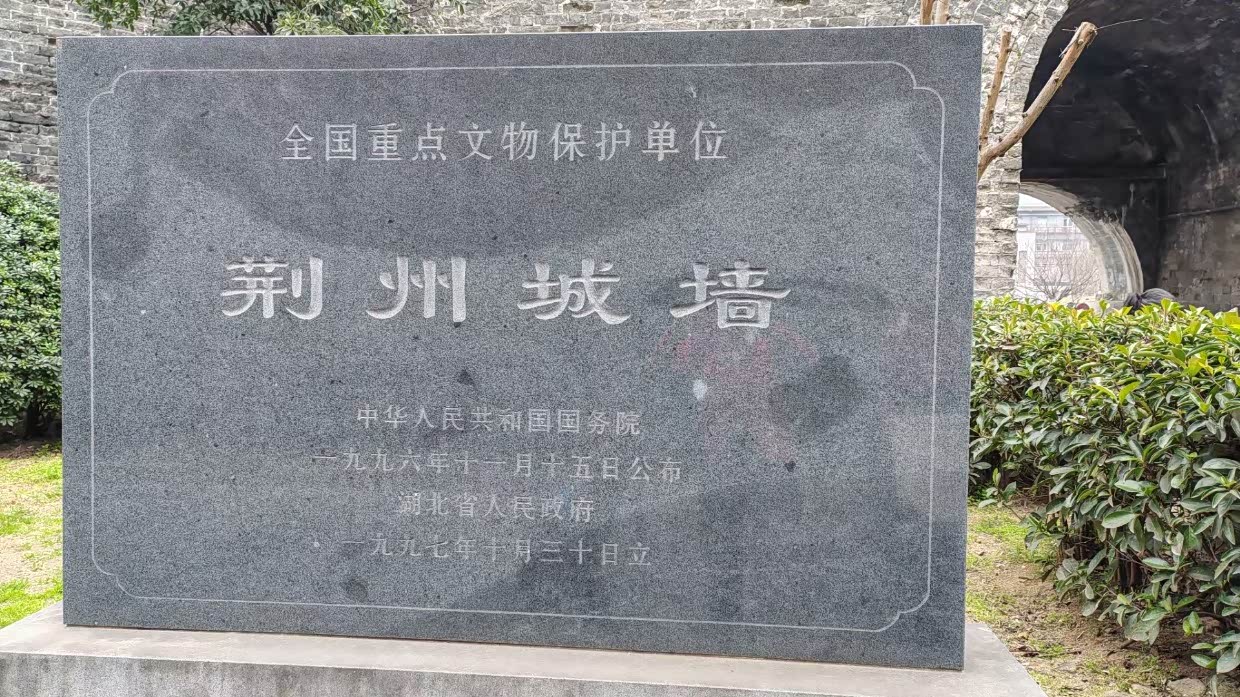 全国重点文物保护单位
荆州城墙
中华人民共和国国务院
一九九六年十一月十五日公布
湖北省人民政府
一九九七年十月三十日立